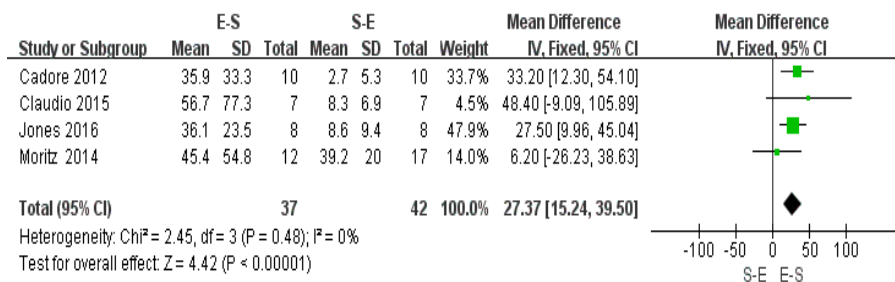 E-S S-E Mean Difference Mean Difference
Study or Subgroup Mean SD Total Mean SD Total Weight IV, Fixed, 95% CI IV, Fixed, 95% CI
Cadore 2012 35.9 33.3 10 2.7 5.3 10 33.7% 33.20 [12.30, 54.10]
Claudio 2015 56.7 77.3 7 8.3 6.9 7 4.5% 48.40 [-9.09, 105.89]
Jones 2016 36.1 23.5 8 8.6 9.4 8 47.9% 27.50 [9.96, 45.04]
Moritz 2014 45.4 54.8 12 39.2 20 17 14.0% 6.20 [-26.23, 38.63]
Total (95% CI) 37 42 100.0% 27.37 [15.24, 39.50]
Heterogeneity: Chi² = 2.45, df = 3 (P = 0.48); I² = 0%
Test for overall effect: Z = 4.42 (P < 0.00001)
-100 -50 0 50 100
S-E E-S